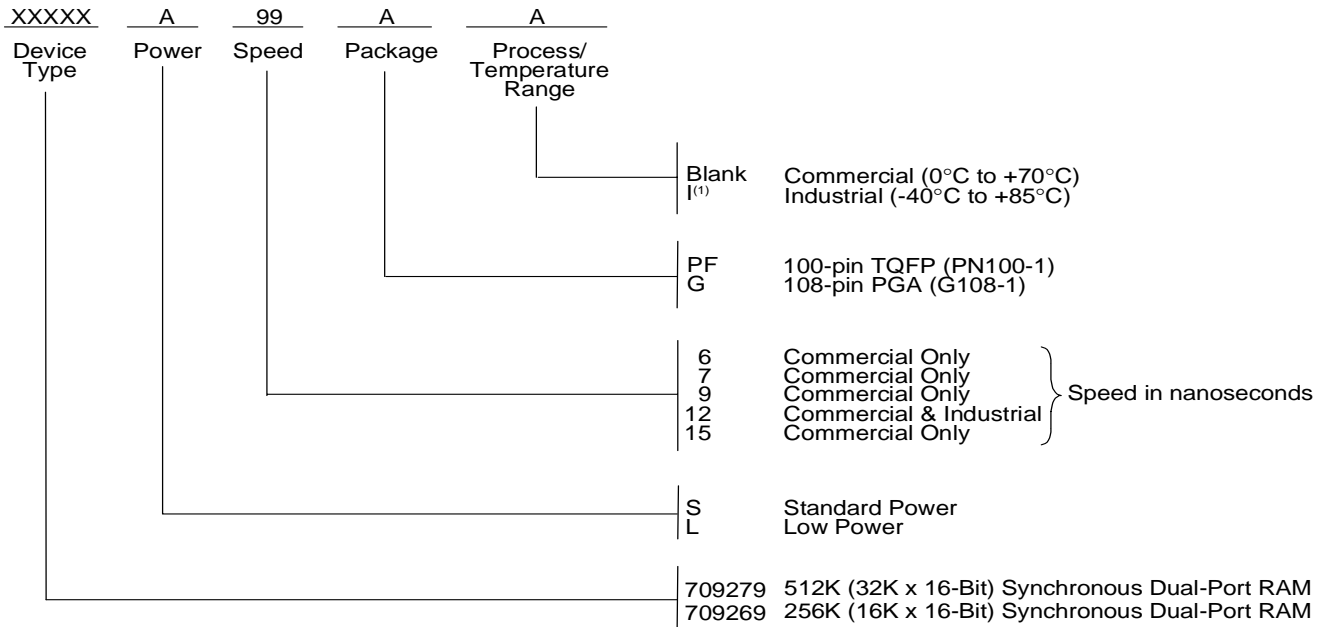 XXXXX A 99 A A
Device Type Power Speed Package Process/ Temperature Range
Blank Commercial (0°C to +70°C)
I(1) Industrial (-40°C to +85°C)
PF 100-pin TQFP (PN100-1)
G 108-pin PGA (G108-1)
6 Commercial Only
7 Commercial Only
9 Commercial Only
12 Commercial & Industrial
15 Commercial Only
Speed in nanoseconds
S Standard Power
L Low Power
709279 512K (32K x 16-Bit) Synchronous Dual-Port RAM
709269 256K (16K x 16-Bit) Synchronous Dual-Port RAM